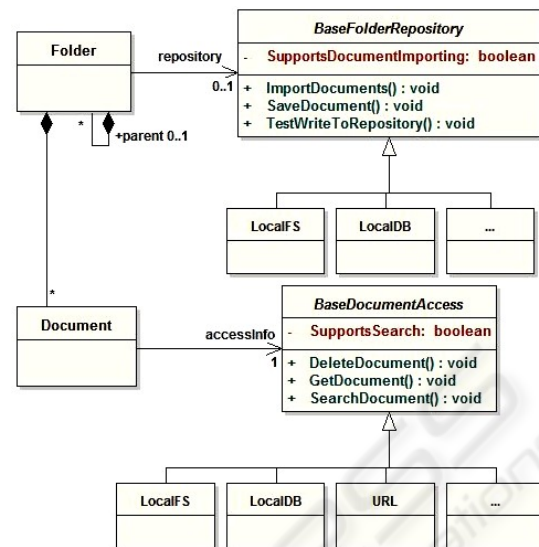 BaseFolderRepository
Folder
- SupportsDocumentImporting: boolean
repository
0..1
+ ImportDocuments() : void
+ SaveDocument() : void
+ TestWriteToRepository() : void
*
+parent 0..1
LocalFS
LocalDB
...
*
Document
BaseDocumentAccess
- SupportsSearch: boolean
accessInfo
1
+ DeleteDocument() : void
+ GetDocument() : void
+ SearchDocument() : void
LocalFS
LocalDB
URL
...